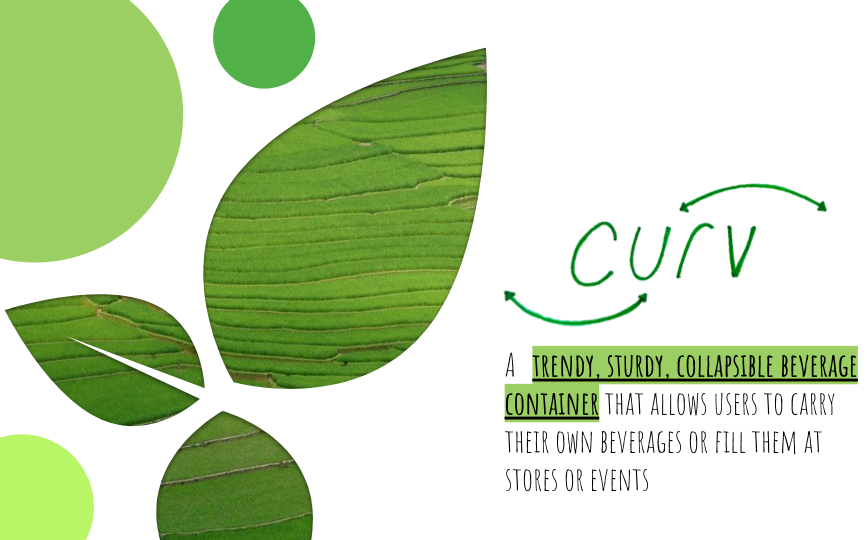 curv
A TRENDY, STURDY, COLLAPSIBLE BEVERAGE
CONTAINER THAT ALLOWS USERS TO CARRY
THEIR OWN BEVERAGES OR FILL THEM AT
STORES OR EVENTS